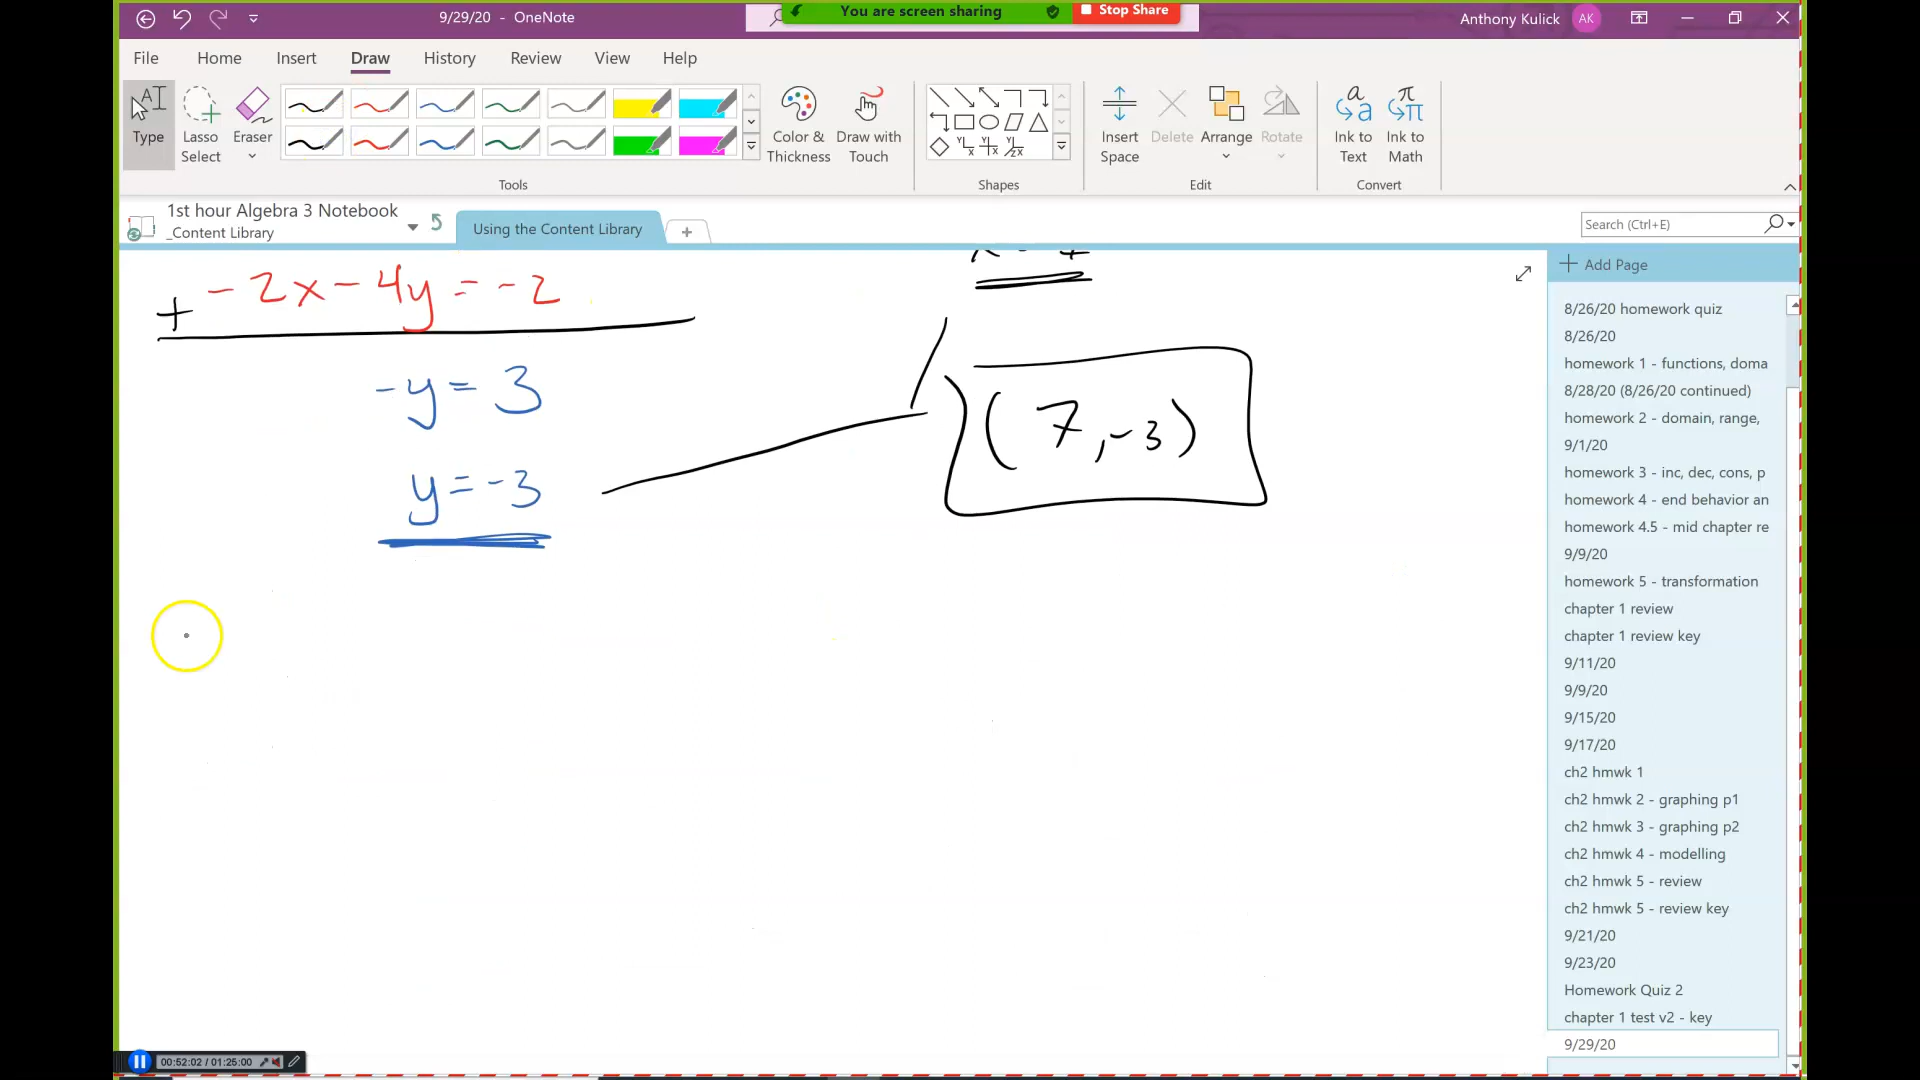 9/29/20 - OneNote
You are screen sharing
Stop Share
Anthony Kulick
AK
File
Home
Insert
Draw
History
Review
View
Help
Type
Lasso Select
Eraser
Color & Thickness
Draw with Touch
Insert Space
Delete
Arrange
Rotate
Ink to Text
Ink to Math
Tools
Shapes
Edit
Convert
1st hour Algebra 3 Notebook
_Content Library
Using the Content Library
Search (Ctrl+E)
Add Page
-2x-4y=-2
+
-y=3
y=-3
(7,-3)
8/26/20 homework quiz
8/26/20
homework 1 - functions, doma
8/28/20 (8/26/20 continued)
homework 2 - domain, range,
9/1/20
homework 3 - inc, dec, cons, p
homework 4 - end behavior an
homework 4.5 - mid chapter re
9/9/20
homework 5 - transformation
chapter 1 review
chapter 1 review key
9/11/20
9/9/20
9/15/20
9/17/20
ch2 hmwk 1
ch2 hmwk 2 - graphing p1
ch2 hmwk 3 - graphing p2
ch2 hmwk 4 - modelling
ch2 hmwk 5 - review
ch2 hmwk 5 - review key
9/21/20
9/23/20
Homework Quiz 2
chapter 1 test v2 - key
9/29/20
00:52:02 / 01:25:00